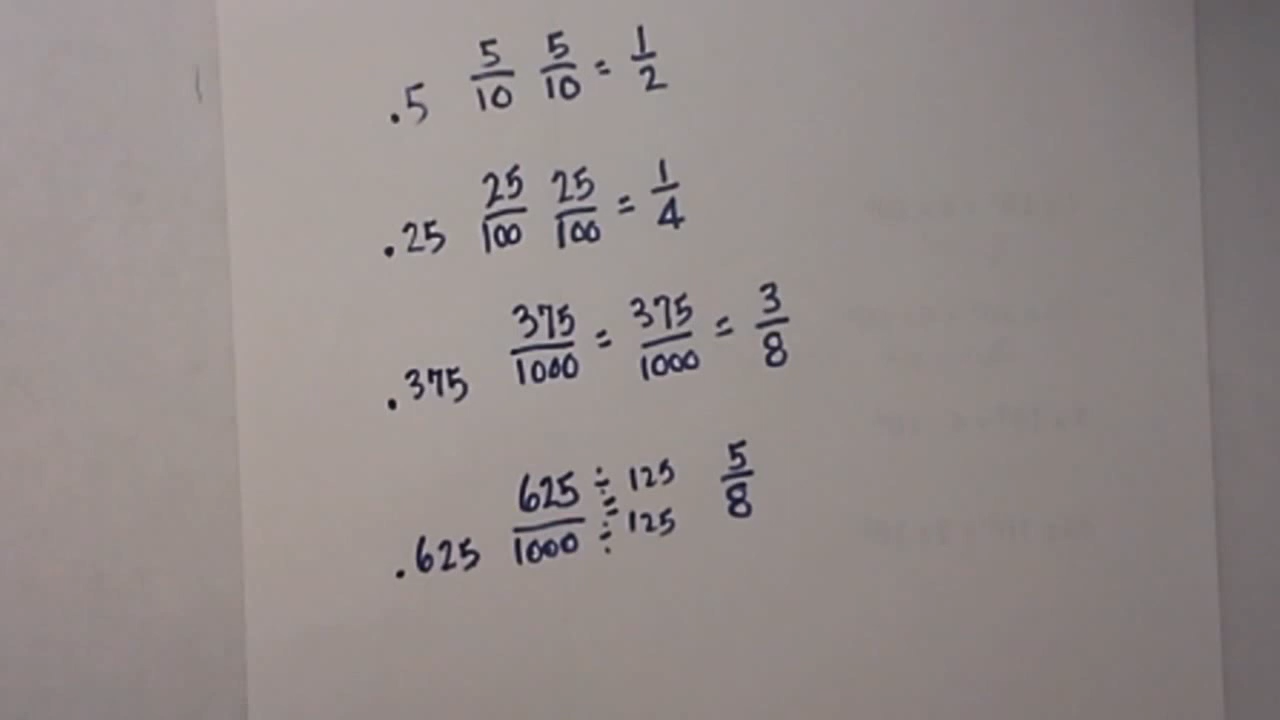 .5 5/10 5/10 = 1/2
.25 25/100 25/100 = 1/4
.375 375/1000 = 375/1000 = 3/8
.625 625/1000 ÷ 125 = ÷ 125 5/8